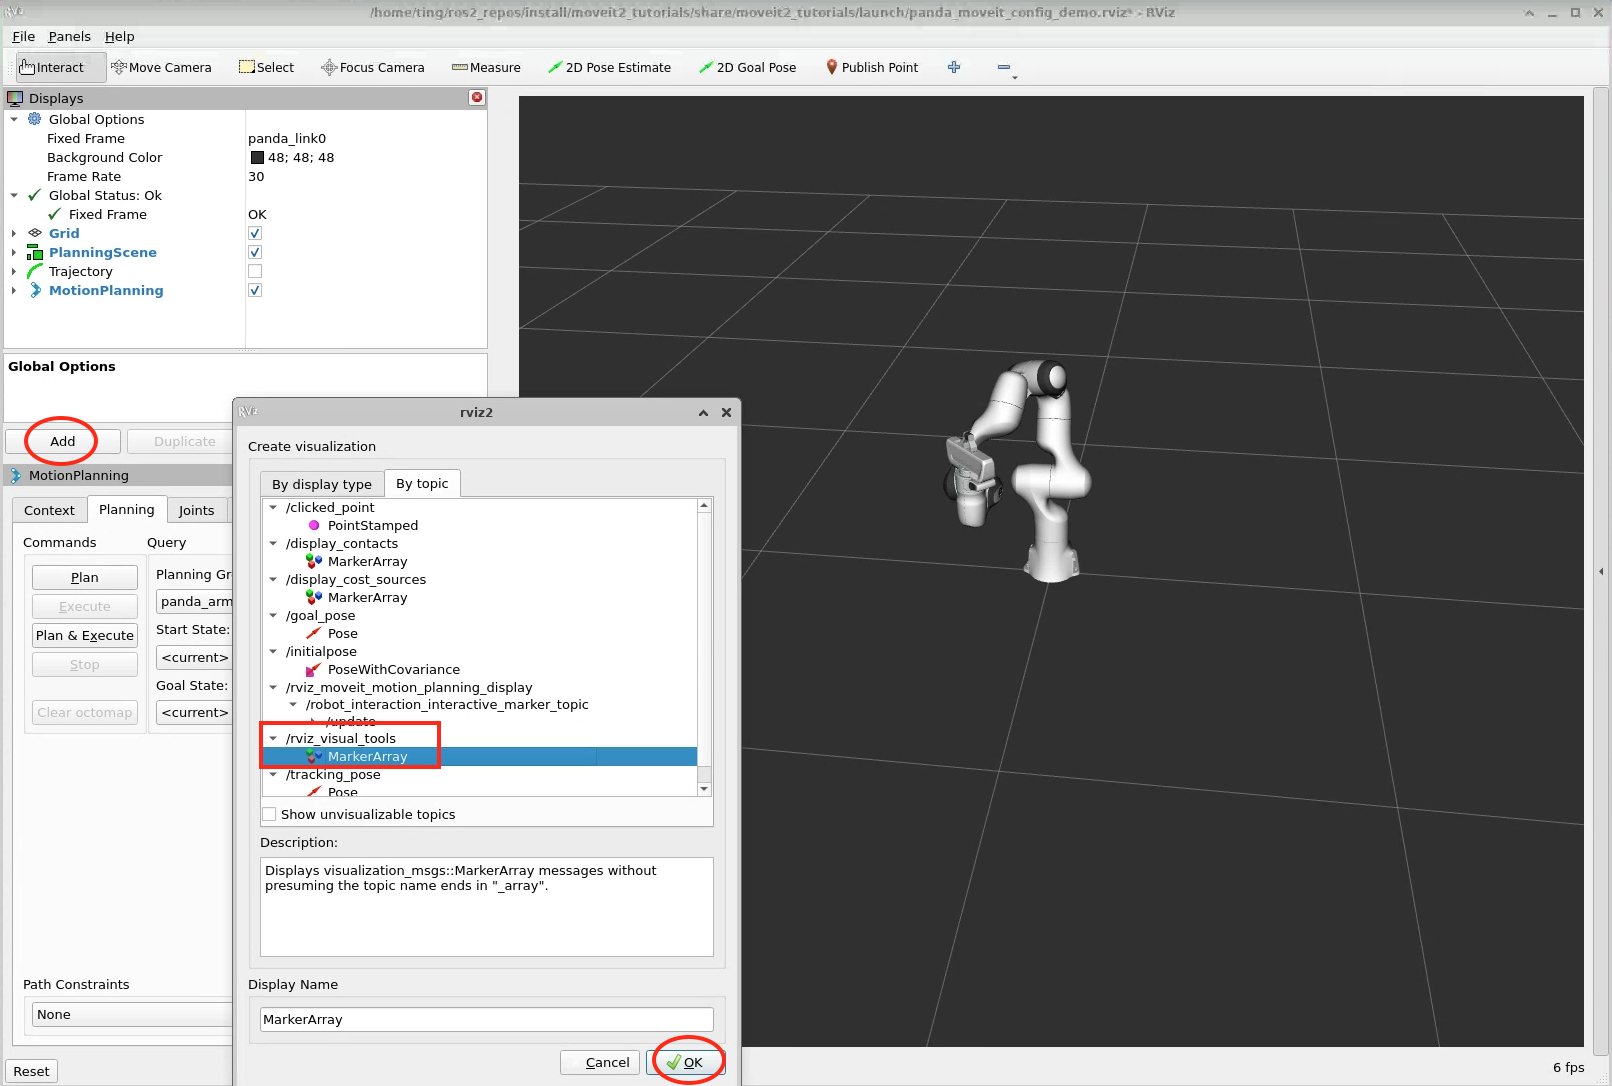 RViz
/home/ting/ros2_repos/install/moveit2_tutorials/share/moveit2_tutorials/launch/panda_moveit_config_demo.rviz* - RViz
File Panels Help
Interact Move Camera Select Focus Camera Measure 2D Pose Estimate 2D Goal Pose Publish Point
Displays
Global Options
Fixed Frame panda_link0
Background Color 48; 48; 48
Frame Rate 30
Global Status: Ok
Fixed Frame OK
Grid
PlanningScene
Trajectory
MotionPlanning
Global Options
Add Duplicate
MotionPlanning
Context Planning Joints
Commands Query
Plan Planning Gr
Execute panda_arm
Plan & Execute Start State:
Stop <current>
Goal State:
Clear octomap <current>
Path Constraints
None
Reset
RViz
rviz2
Create visualization
By display type By topic
/clicked_point
PointStamped
/display_contacts
MarkerArray
/display_cost_sources
MarkerArray
/goal_pose
Pose
/initialpose
PoseWithCovariance
/rviz_moveit_motion_planning_display
/robot_interaction_interactive_marker_topic
/update
/rviz_visual_tools
MarkerArray
/tracking_pose
Pose
Show unvisualizable topics
Description:
Displays visualization_msgs::MarkerArray messages without
presuming the topic name ends in "_array".
Display Name
MarkerArray
Cancel OK
6 fps